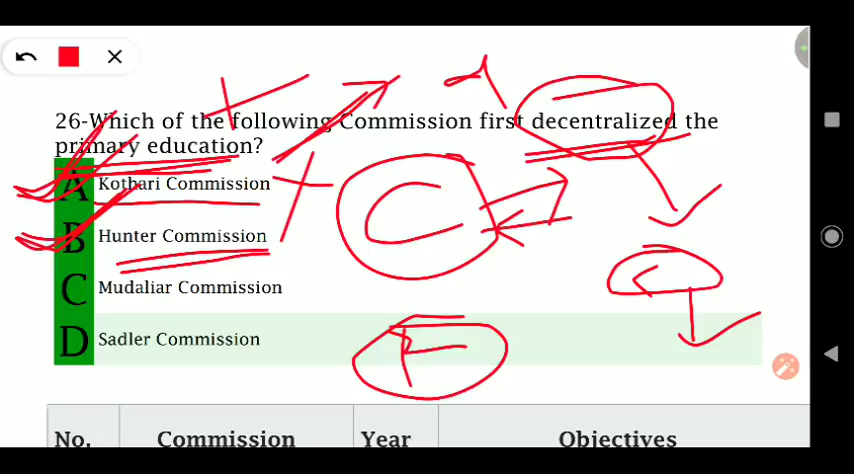 26-Which of the following Commission first decentralized the
primary education?
A Kothari Commission
B Hunter Commission
C Mudaliar Commission
D Sadler Commission
C
C
F
No. Commission Year Objectives